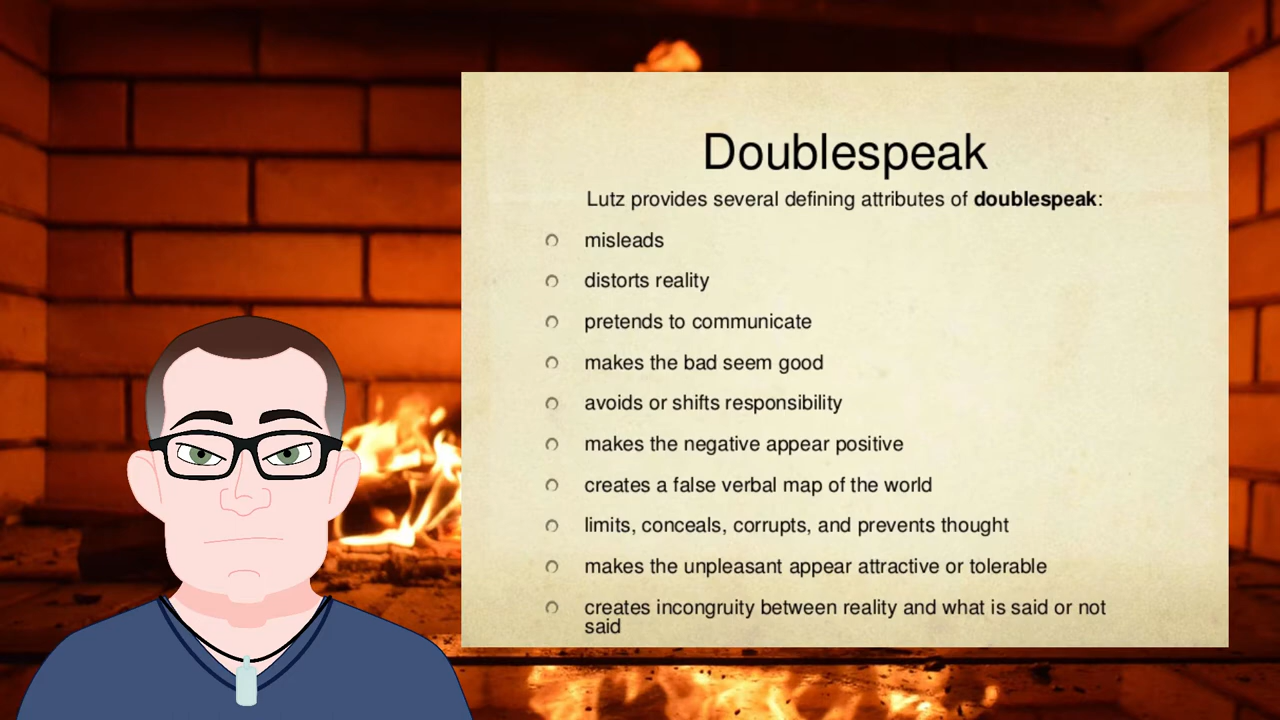 Doublespeak
Lutz provides several defining attributes of doublespeak:
misleads
distorts reality
pretends to communicate
makes the bad seem good
avoids or shifts responsibility
makes the negative appear positive
creates a false verbal map of the world
limits, conceals, corrupts, and prevents thought
makes the unpleasant appear attractive or tolerable
creates incongruity between reality and what is said or not
said